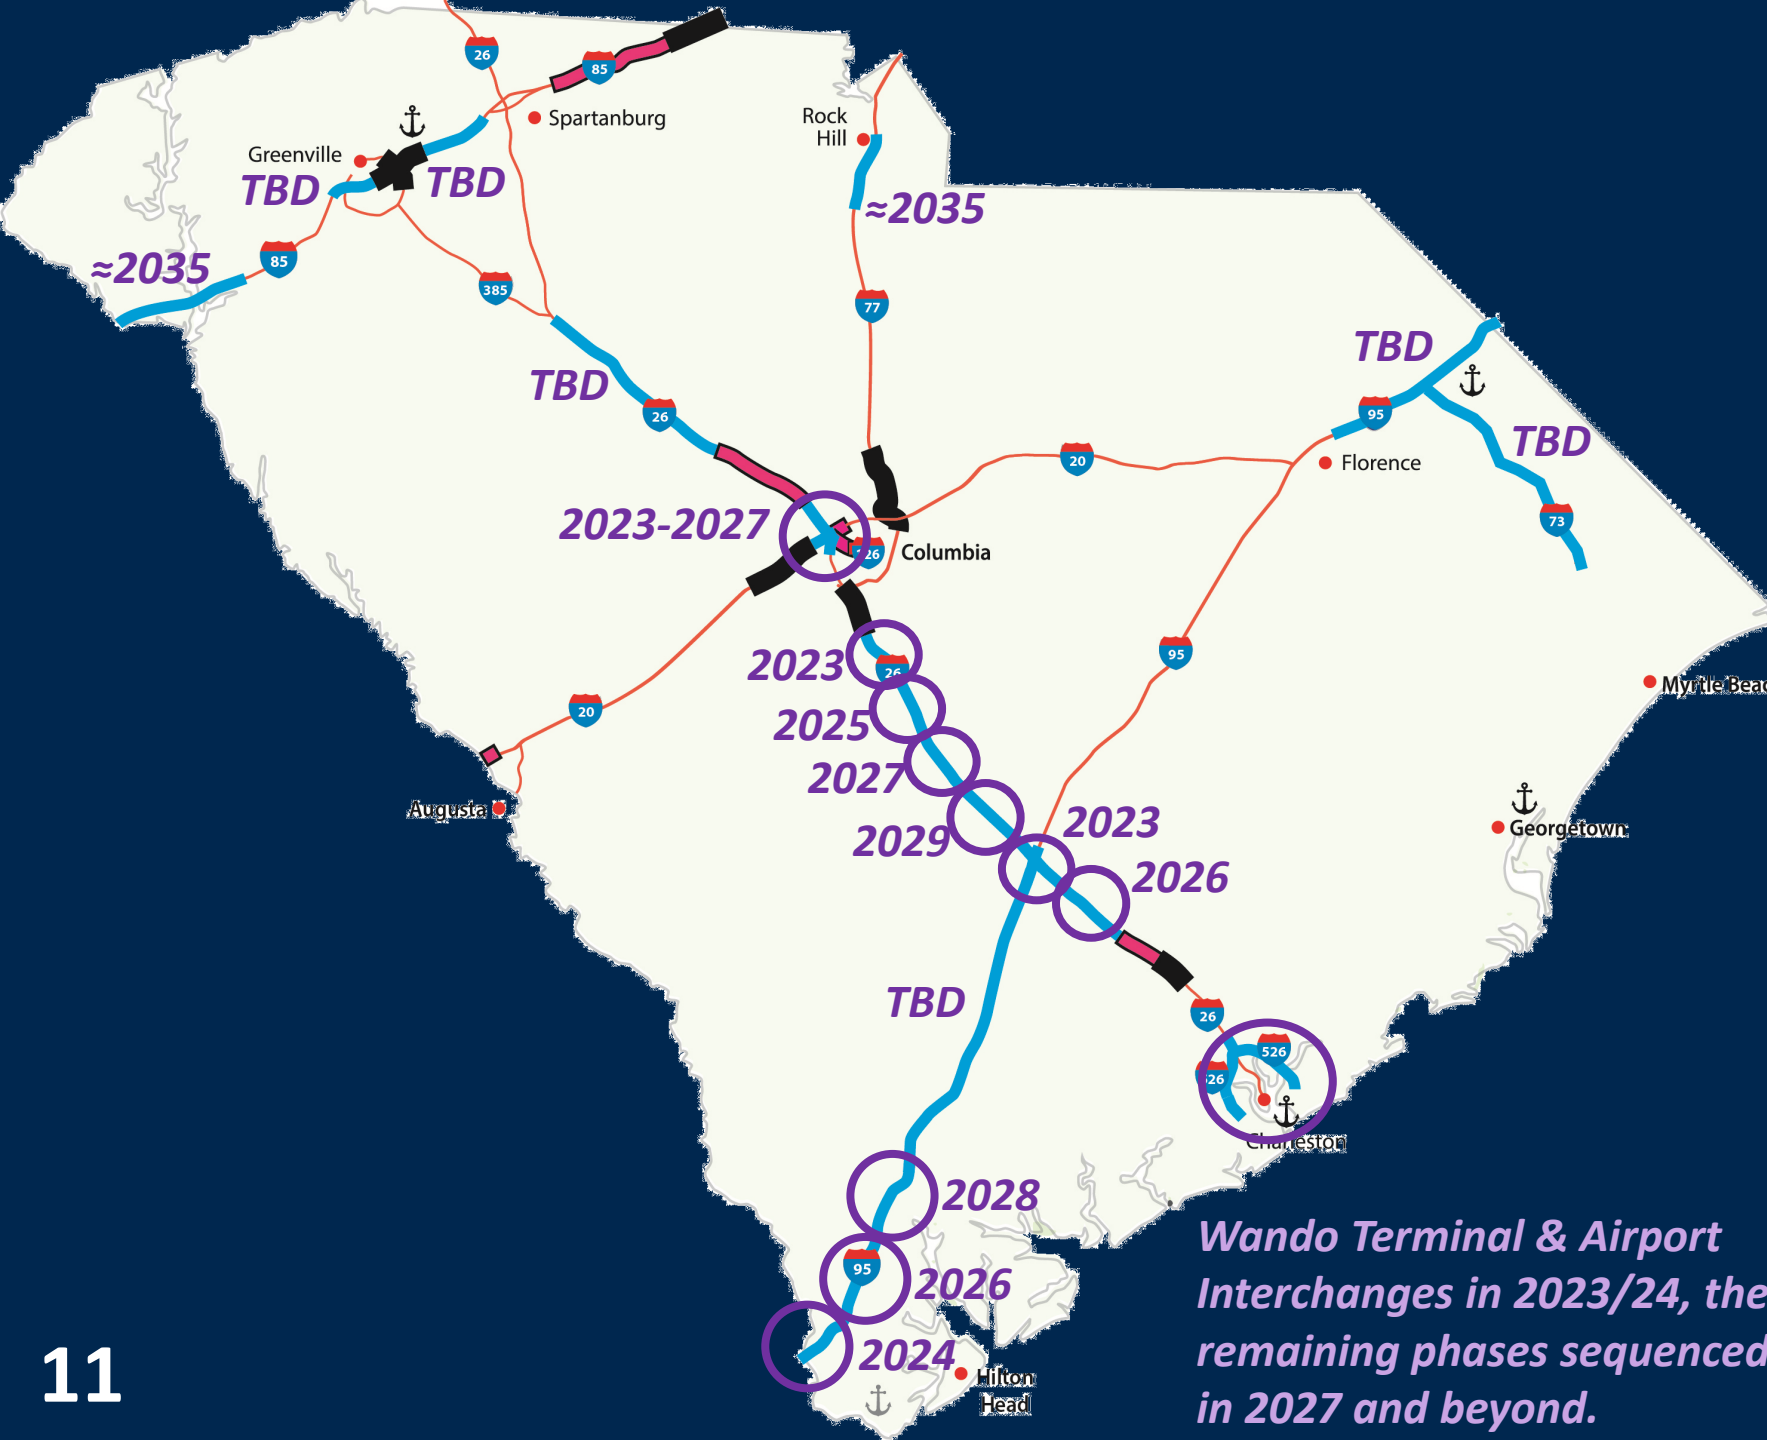 26
85
Spartanburg
Rock
Hill
Greenville
TBD
TBD
≈2035
≈2035
85
385
77
TBD
TBD
26
95
TBD
20
Florence
73
2023-2027
Columbia
2023
26
95
20
2025
Myrtle Beac
2027
Augusta
2029
2023
Georgetown
2026
TBD
26
526
Charleston
2028
95
2026
2024
Hilton
Head
Wando Terminal & Airport
Interchanges in 2023/24, the
remaining phases sequenced
in 2027 and beyond.
11